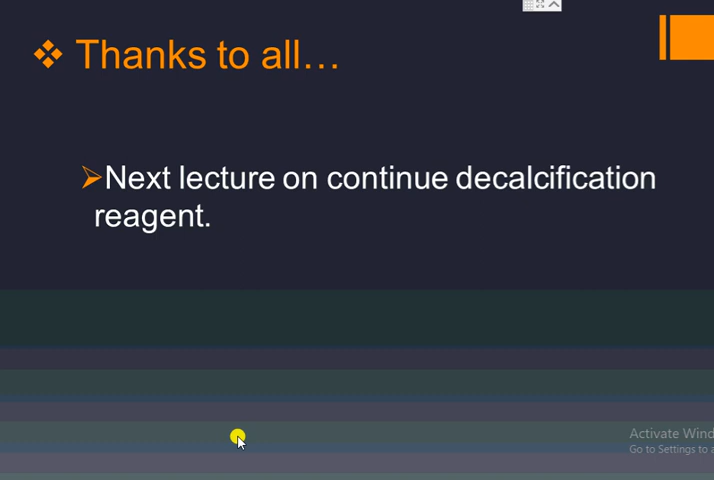 Thanks to all…
Next lecture on continue decalcification
reagent.
Activate Wind
Go to Settings to a